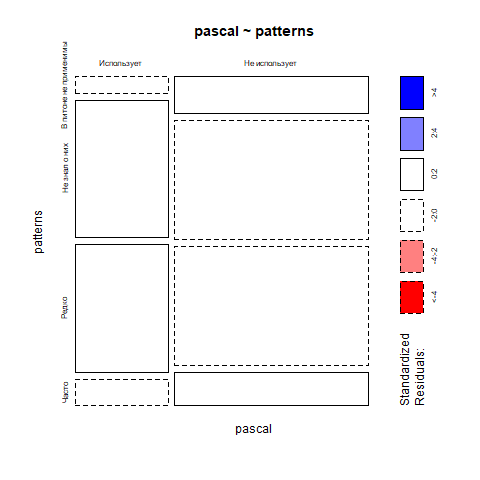 pascal ~ patterns
Использует
Не использует
В питоне не применимы
Не знал о них
Редко
Часто
patterns
pascal
>4
2:4
0:2
-2:0
-4:-2
<-4
Standardized
Residuals: